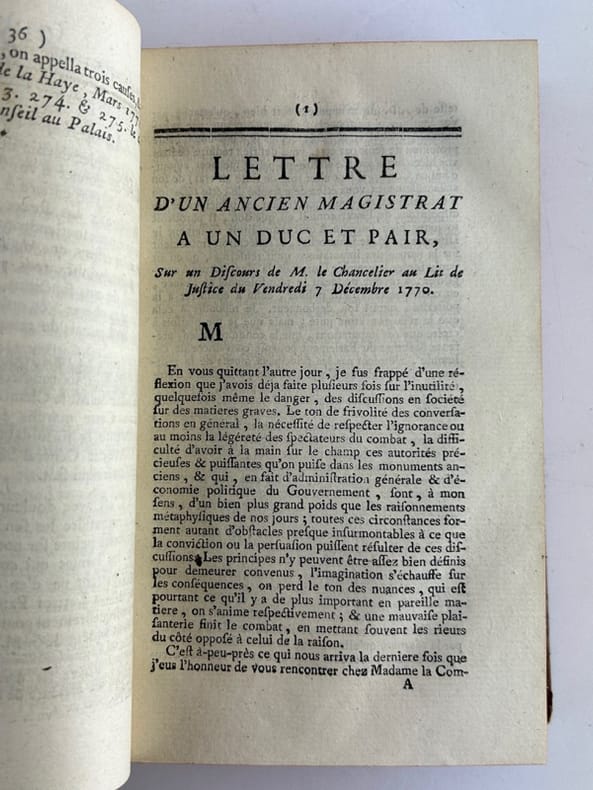 36 )
, on appella trois causes,
de la Haye, Mars 177
3. 274. & 275. le
nseil au Palais.
(1)
LETTRE
D'UN ANCIEN MAGISTRAT
A UN DUC ET PAIR,
Sur un Diſcours de M. le Chancelier au Lit de
Juſtice du Vendredi 7 Décembre 1770.
M
En vous quittant l'autre jour, je fus frappé d'une ré-
flexion que j'avois déja faite pluſieurs fois ſur l'inutilité,
quelquefois même le danger, des diſcuſſions en ſociété
ſur des matieres graves. Le ton de frivolité des converſa-
tions en général, la néceſſité de reſpecter l'ignorance ou
au moins la légéreté des ſpectateurs du combat, la diffi-
culté d'avoir à la main ſur le champ ces autorités pré-
cieuſes & puiſſantes qu'on puiſe dans les monuments an-
ciens, & qui, en fait d'adminiſtration générale & d'é-
conomie politique du Gouvernement, ſont, à mon
ſens, d'un bien plus grand poids que les raiſonnements
métaphyſiques de nos jours; toutes ces circonſtances for-
ment autant d'obſtacles preſque inſurmontables à ce que
la conviction ou la perſuaſion puiſſent réſulter de ces diſ-
cuſſions. Les principes n'y peuvent être aſſez bien définis
pour demeurer convenus, l'imagination s'échauffe ſur
les conſéquences, on perd le ton des nuances, qui eſt
pourtant ce qu'il y a de plus important en pareille ma-
tiere, on s'anime reſpectivement; & une mauvaiſe plai-
ſanterie finit le combat, en mettant ſouvent les rieurs
du côté oppoſé à celui de la raiſon.
C'eſt à-peu-près ce qui nous arriva la derniere fois que
j'eus l'honneur de vous rencontrer chez Madame la Com-
A